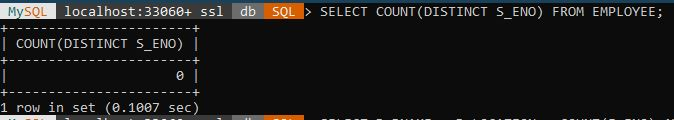 MySQL localhost:33060+ ssl db SQL > SELECT COUNT(DISTINCT S_ENO) FROM EMPLOYEE;
+-----------------------+
| COUNT(DISTINCT S_ENO) |
+-----------------------+
| 0 |
+-----------------------+
1 row in set (0.1007 sec)